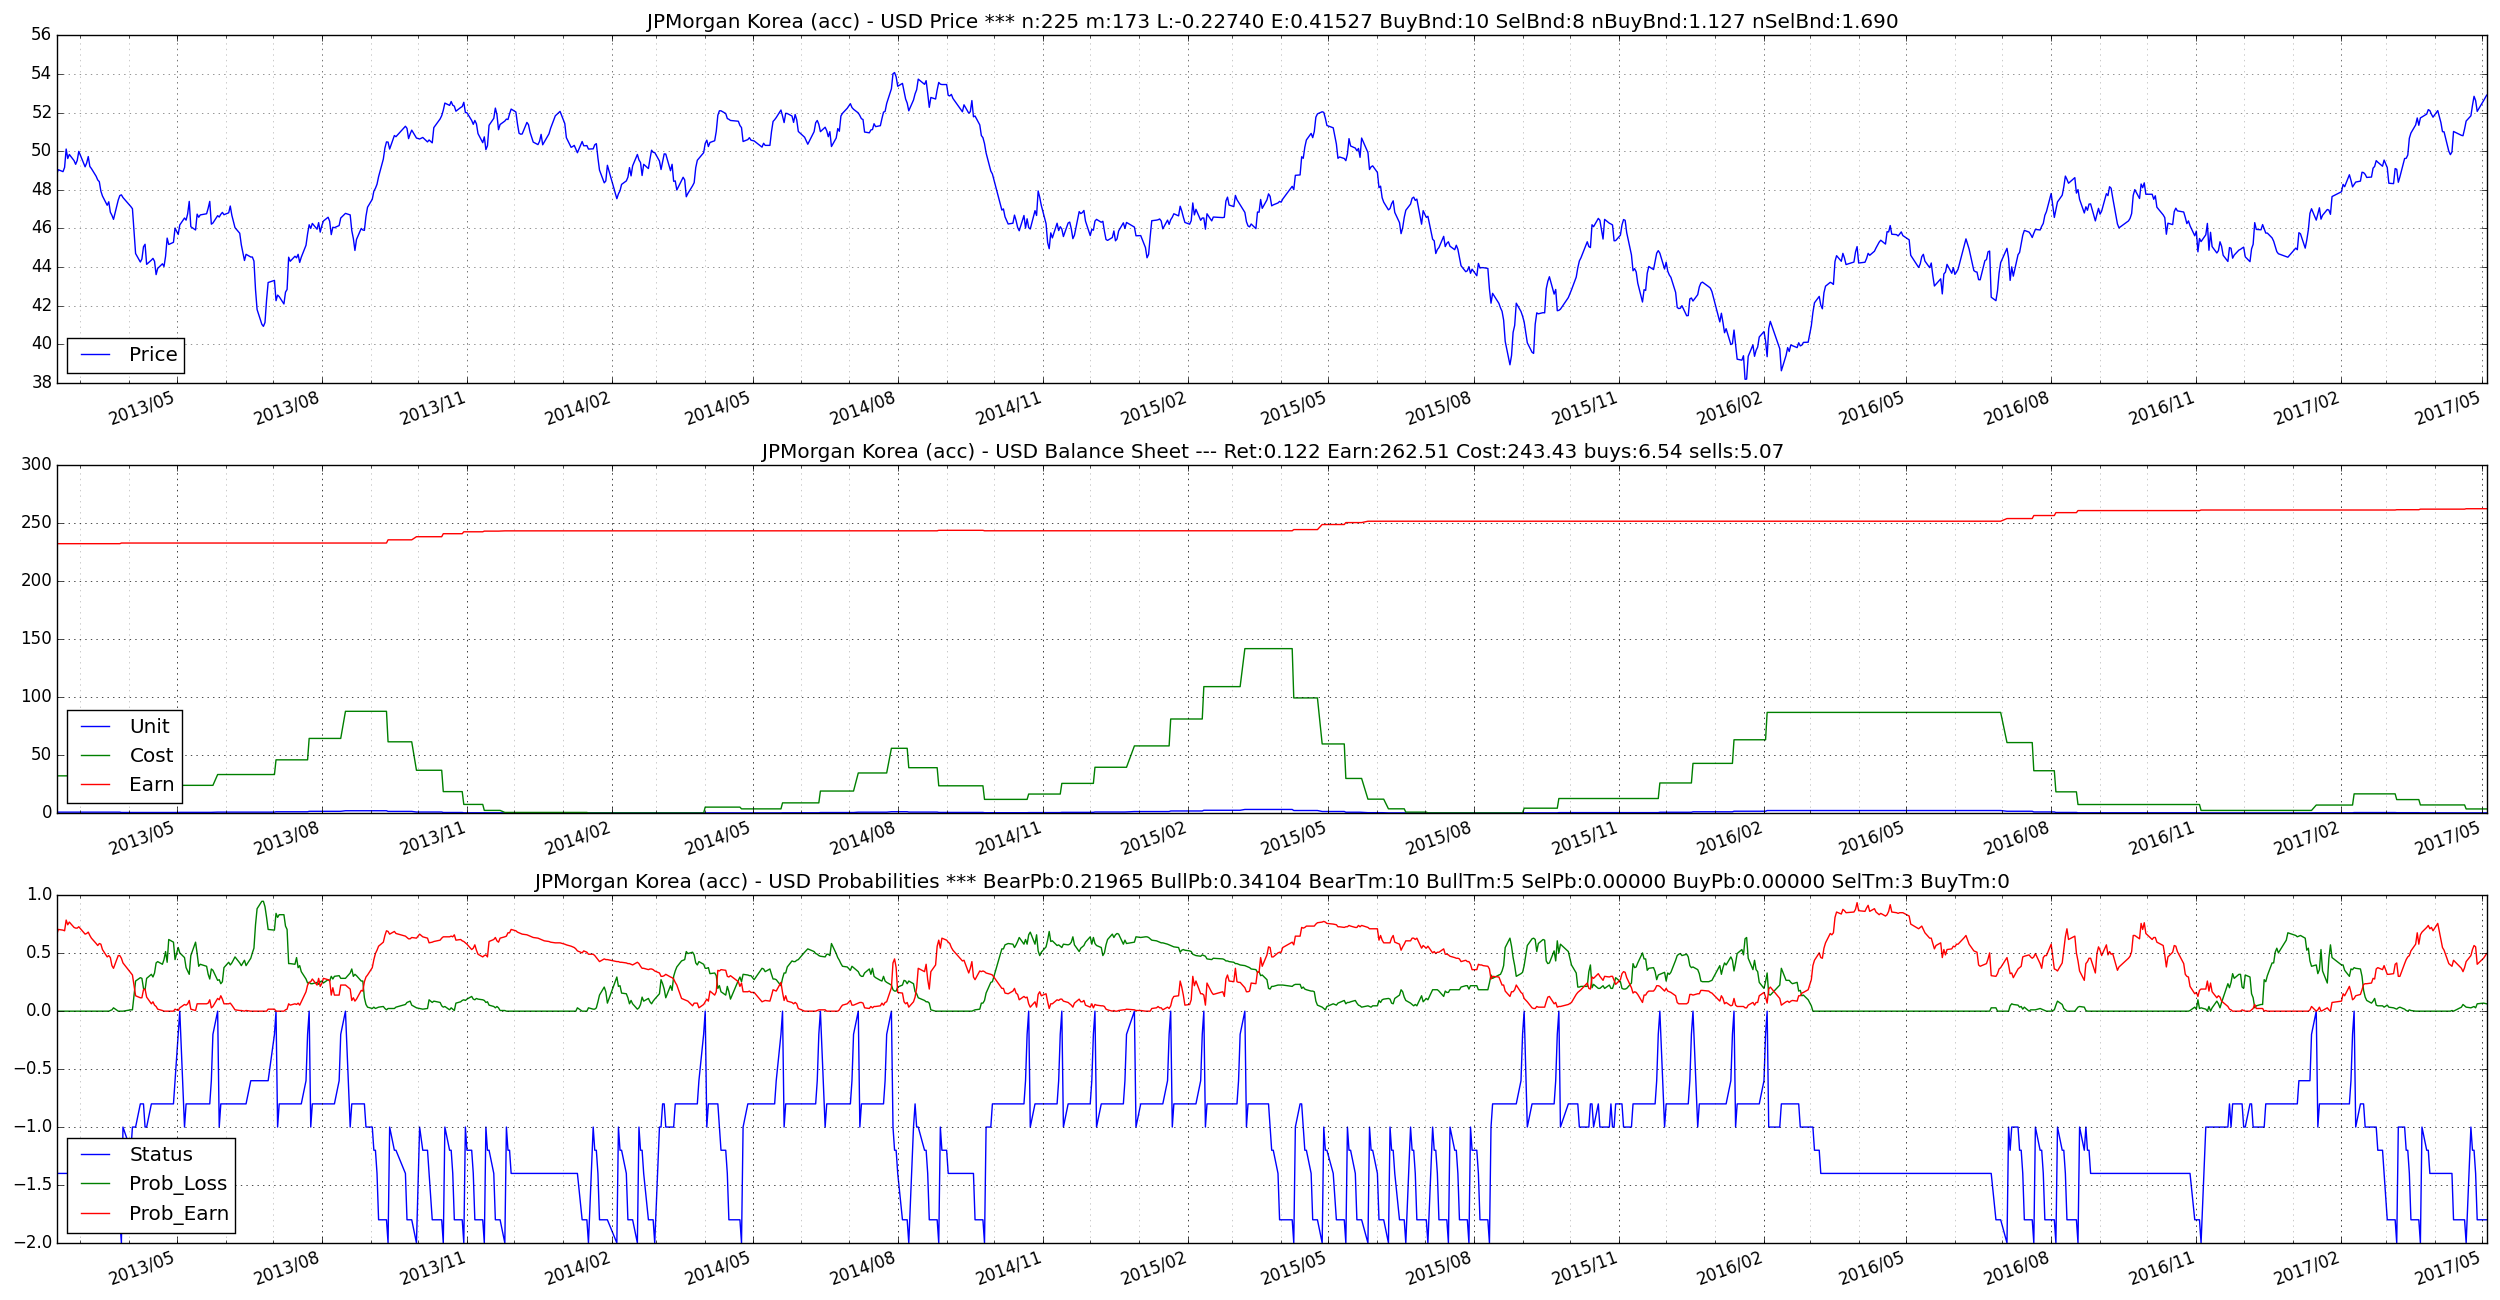 JPMorgan Korea (acc) - USD Price *** n:225 m:173 L:-0.22740 E:0.41527 BuyBnd:10 SelBnd:8 nBuyBnd:1.127 nSelBnd:1.690
56
54
52
50
48
46
44
42
40
38
Price
2013/05 2013/08 2013/11 2014/02 2014/05 2014/08 2014/11 2015/02 2015/05 2015/08 2015/11 2016/02 2016/05 2016/08 2016/11 2017/02 2017/05
JPMorgan Korea (acc) - USD Balance Sheet --- Ret:0.122 Earn:262.51 Cost:243.43 buys:6.54 sells:5.07
300
250
200
150
100
50
0
Unit
Cost
Earn
2013/05 2013/08 2013/11 2014/02 2014/05 2014/08 2014/11 2015/02 2015/05 2015/08 2015/11 2016/02 2016/05 2016/08 2016/11 2017/02 2017/05
JPMorgan Korea (acc) - USD Probabilities *** BearPb:0.21965 BullPb:0.34104 BearTm:10 BullTm:5 SelPb:0.00000 BuyPb:0.00000 SelTm:3 BuyTm:0
1.0
0.5
0.0
−0.5
−1.0
−1.5
−2.0
Status
Prob_Loss
Prob_Earn
2013/05 2013/08 2013/11 2014/02 2014/05 2014/08 2014/11 2015/02 2015/05 2015/08 2015/11 2016/02 2016/05 2016/08 2016/11 2017/02 2017/05